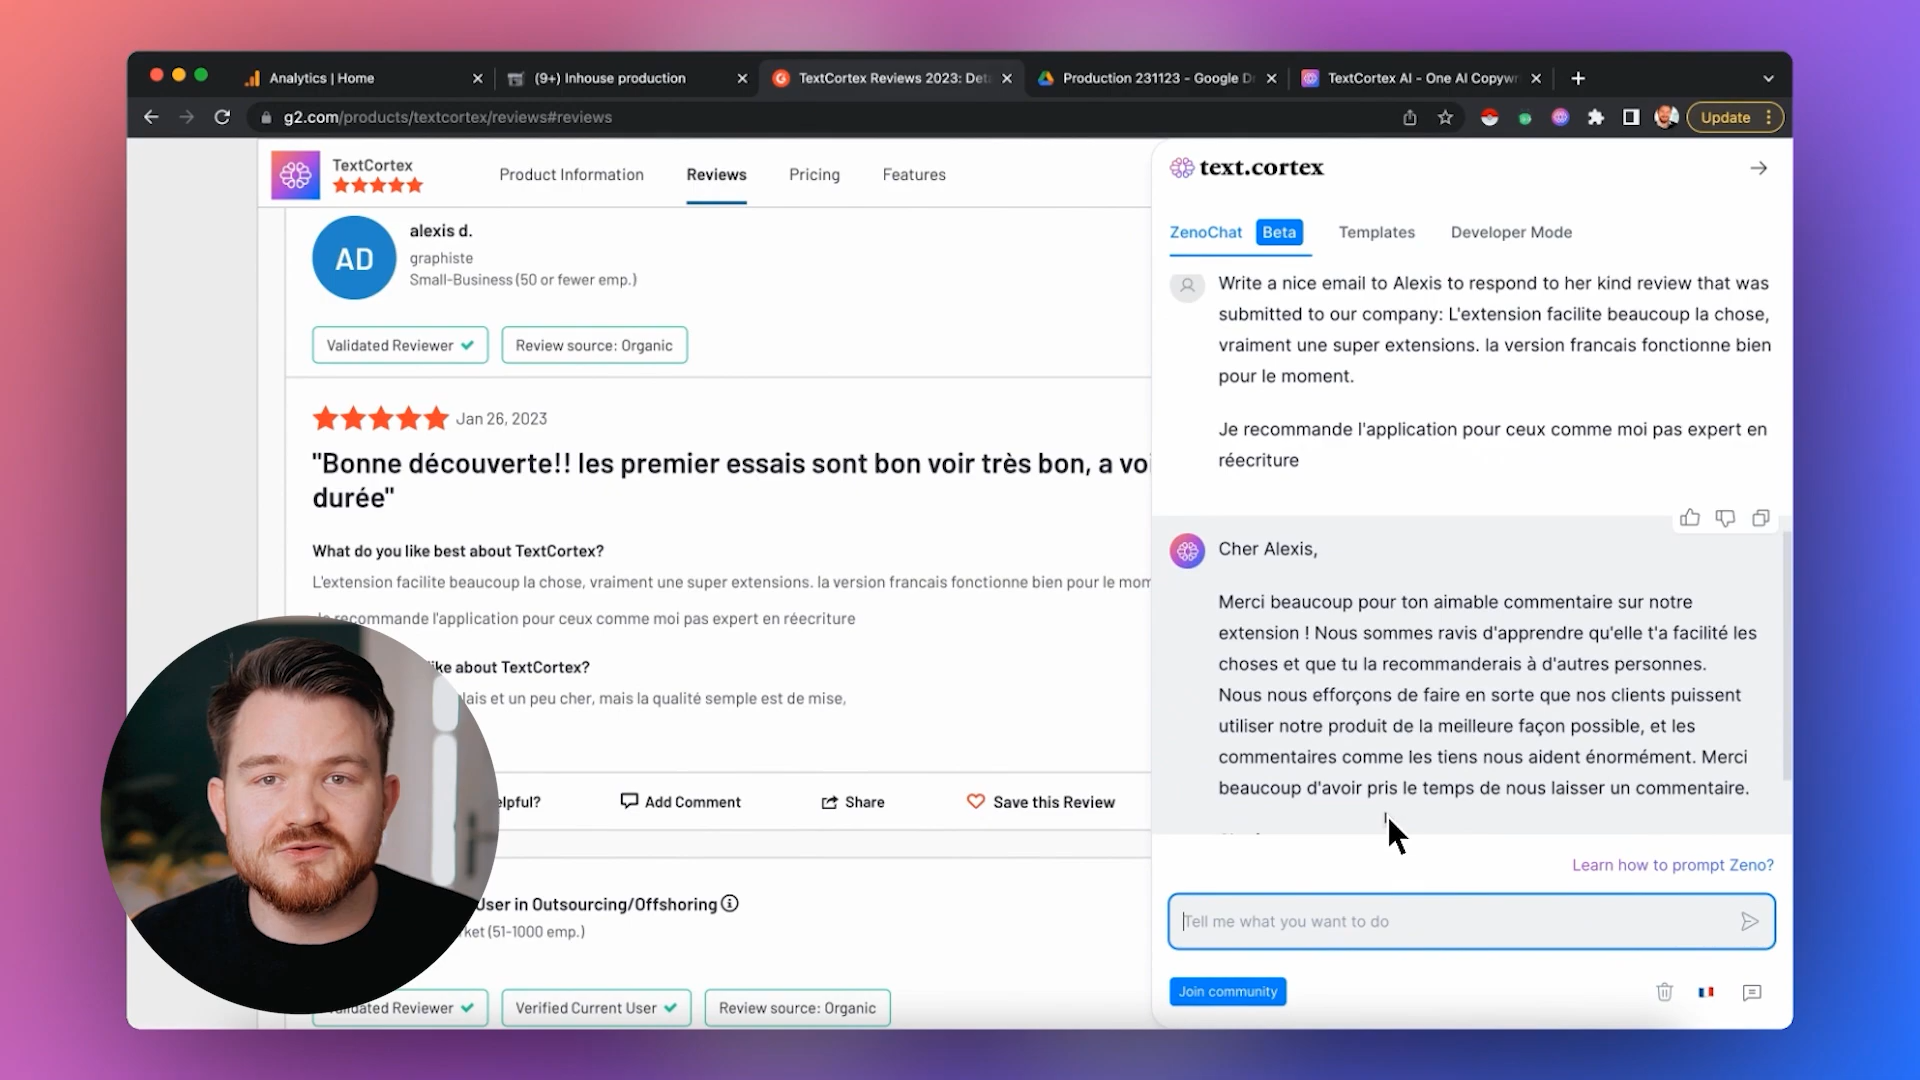 Analytics | Home
(9+) Inhouse production
TextCortex Reviews 2023: Det
Production 231123 - Google D
TextCortex AI - One AI Copywr
g2.com/products/textcortex/reviews#reviews
Update
TextCortex
Product Information
Reviews
Pricing
Features
AD
alexis d.
graphiste
Small-Business (50 or fewer emp.)
Validated Reviewer
Review source: Organic
Jan 26, 2023
"Bonne découverte!! les premier essais sont bon voir très bon, a voi
durée"
What do you like best about TextCortex?
L'extension facilite beaucoup la chose, vraiment une super extensions. la version francais fonctionne bien pour le mom
recommande l'application pour ceux comme moi pas expert en réecriture
ike about TextCortex?
lais et un peu cher, mais la qualité semple est de mise,
elpful?
Add Comment
Share
Save this Review
User in Outsourcing/Offshoring
ket (51-1000 emp.)
idated Reviewer
Verified Current User
Review source: Organic
text.cortex
ZenoChat
Beta
Templates
Developer Mode
Write a nice email to Alexis to respond to her kind review that was
submitted to our company: L'extension facilite beaucoup la chose,
vraiment une super extensions. la version francais fonctionne bien
pour le moment.
Je recommande l'application pour ceux comme moi pas expert en
réecriture
Cher Alexis,
Merci beaucoup pour ton aimable commentaire sur notre
extension ! Nous sommes ravis d'apprendre qu'elle t'a facilité les
choses et que tu la recommanderais à d'autres personnes.
Nous nous efforçons de faire en sorte que nos clients puissent
utiliser notre produit de la meilleure façon possible, et les
commentaires comme les tiens nous aident énormément. Merci
beaucoup d'avoir pris le temps de nous laisser un commentaire.
Learn how to prompt Zeno?
Tell me what you want to do
Join community